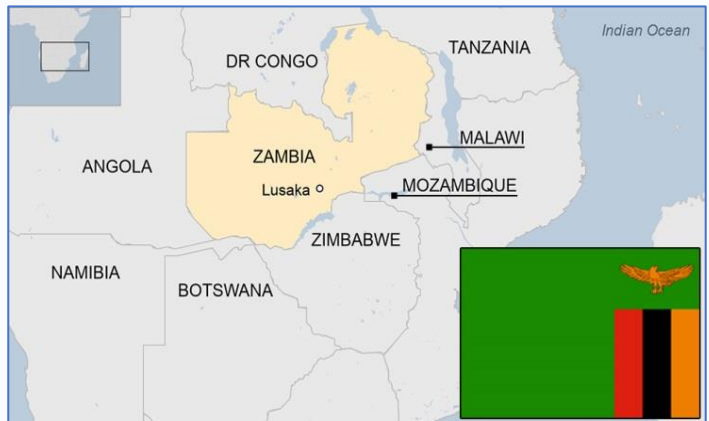 Indian Ocean
TANZANIA
DR CONGO
MALAWI
ZAMBIA
ANGOLA
Lusaka
MOZAMBIQUE
ZIMBABWE
NAMIBIA
BOTSWANA